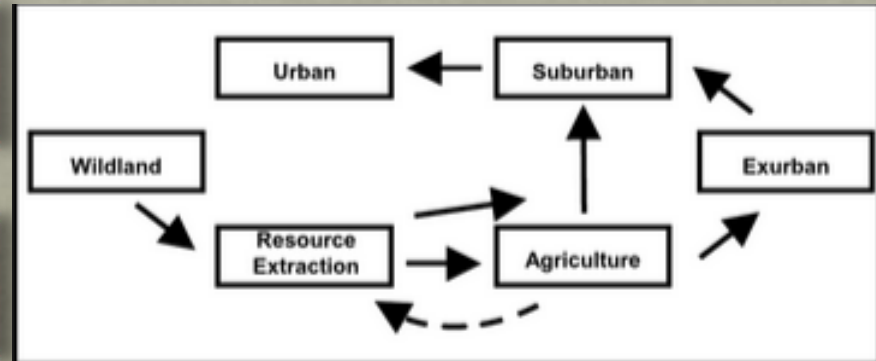 Urban
Suburban
Wildland
Exurban
Resource
Extraction
Agriculture